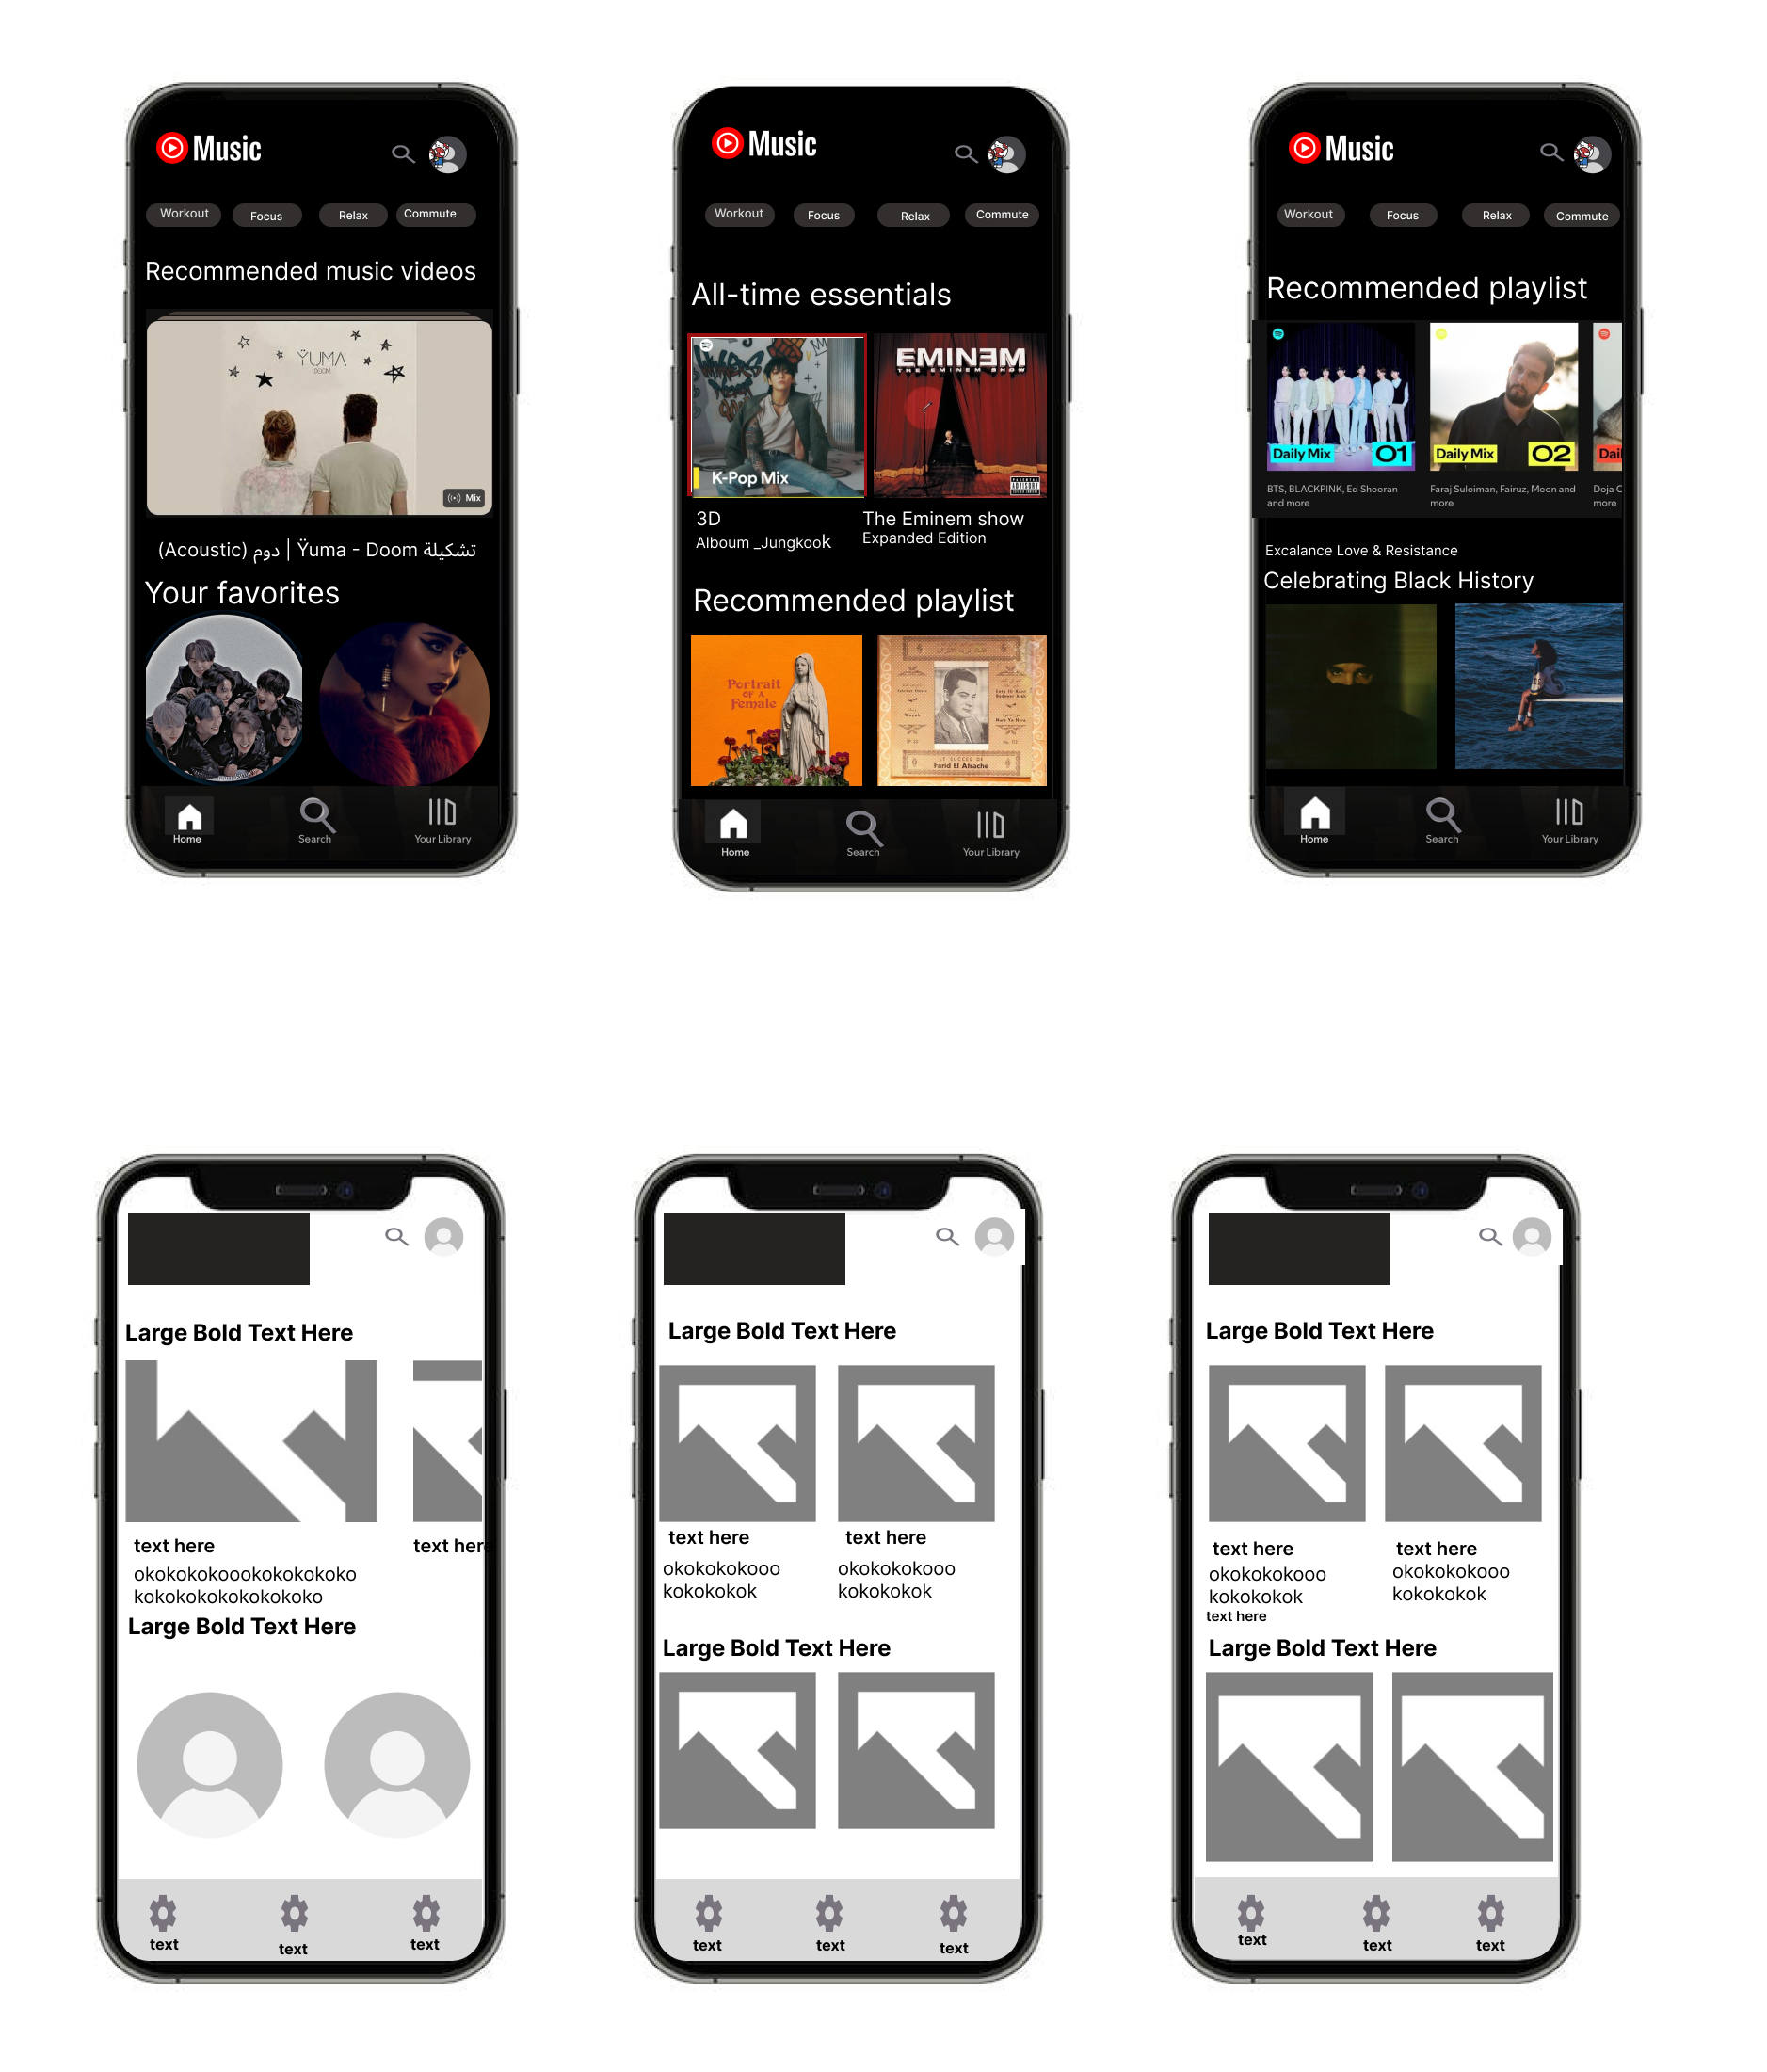 Music
Workout
Focus
Relax
Commute
Recommended music videos
ŸUMA
DOOM
Mix
(Acoustic) دوم | Ÿuma - Doom تشكيلة
Your favorites
Home
Search
Your Library
Music
Workout
Focus
Relax
Commute
All-time essentials
K-Pop Mix
EMINEM
THE EMINEM SHOW
PARENTAL
ADVISORY
3D
Alboum _Jungkook
The Eminem show
Expanded Edition
Recommended playlist
Portrait
OF A
Female
Farid El Atrache
Home
Search
Your Library
Music
Workout
Focus
Relax
Commute
Recommended playlist
Daily Mix 01
Daily Mix 02
Dai
BTS, BLACKPINK, Ed Sheeran
and more
Faraj Suleiman, Fairuz, Meen and
more
Doja C
more
Excalance Love & Resistance
Celebrating Black History
Home
Search
Your Library
Large Bold Text Here
text here
text here
okokokokoookokokokoko
kokokokokokokokoko
Large Bold Text Here
text
text
text
Large Bold Text Here
text here
text here
okokokokooo
kokokokok
okokokokooo
kokokokok
Large Bold Text Here
text
text
text
Large Bold Text Here
text here
text here
okokokokooo
kokokokok
okokokokooo
kokokokok
text here
Large Bold Text Here
text
text
text